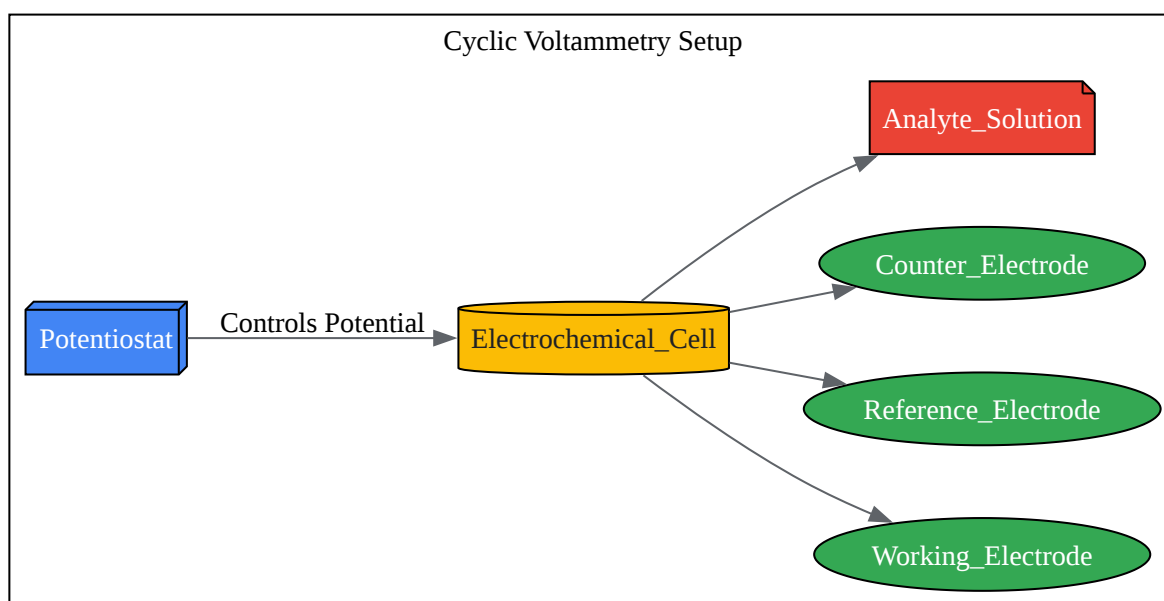 Cyclic Voltammetry Setup
Analyte_Solution
Counter_Electrode
Potentiostat
Controls Potential
Electrochemical_Cell
Reference_Electrode
Working_Electrode